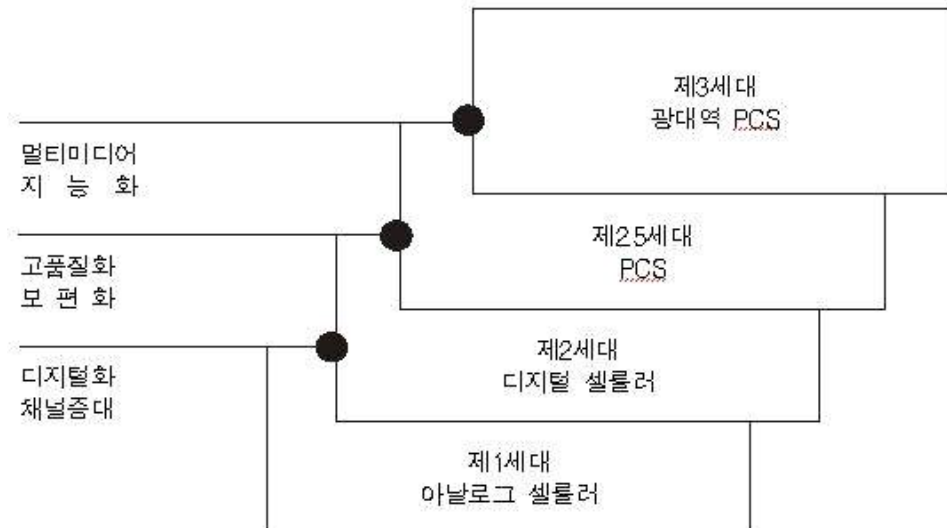 제3세대
광대역 PCS
멀티미디어
지 능 화
제2.5세대
PCS
고품질화
보 편 화
제2세대
디지털 셀룰러
디지털화
채널증대
제1세대
아날로그 셀룰러